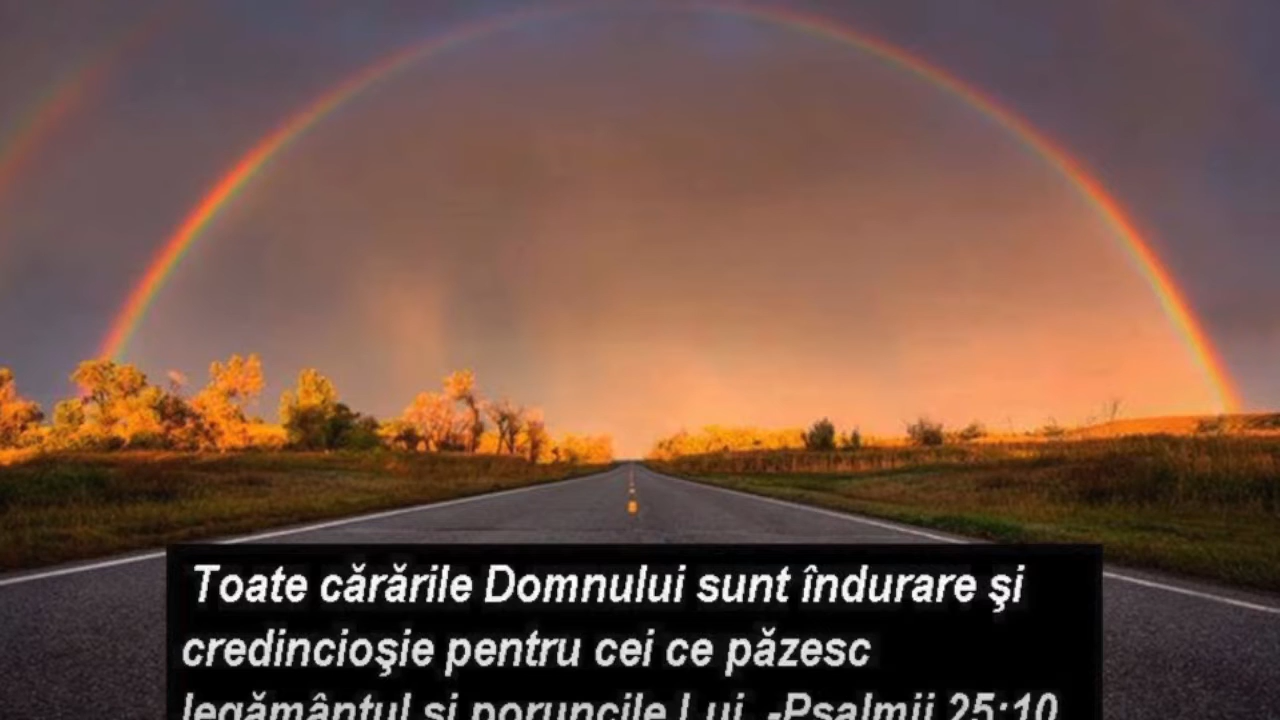 Toate cărările Domnului sunt îndurare şi
credincioşie pentru cei ce păzesc
legământul şi poruncile Lui. -Psalmii 25:10